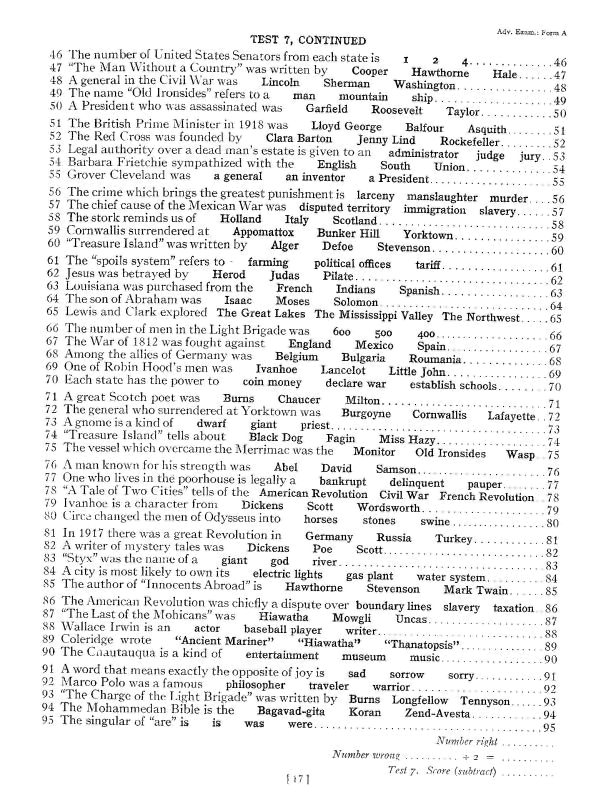 Adv. Exam.: Form A
TEST 7, CONTINUED
46 The number of United States Senators from each state is 1 2 4.............46
47 "The Man Without a Country" was written by Cooper Hawthorne Hale......47
48 A general in the Civil War was Lincoln Sherman Washington..............48
49 The name "Old Ironsides" refers to a man mountain ship...................49
50 A President who was assassinated was Garfield Roosevelt Taylor............50
51 The British Prime Minister in 1918 was Lloyd George Balfour Asquith........51
52 The Red Cross was founded by Clara Barton Jenny Lind Rockefeller.........52
53 Legal authority over a dead man's estate is given to an administrator judge jury..53
54 Barbara Frietchie sympathized with the English South Union..............54
55 Grover Cleveland was a general an inventor a President..................55
56 The crime which brings the greatest punishment is larceny manslaughter murder....56
57 The chief cause of the Mexican War was disputed territory immigration slavery......57
58 The stork reminds us of Holland Italy Scotland............................58
59 Cornwallis surrendered at Appomattox Bunker Hill Yorktown................59
60 "Treasure Island" was written by Alger Defoe Stevenson...................60
61 The "spoils system" refers to farming political offices tariff..................61
62 Jesus was betrayed by Herod Judas Pilate................................62
63 Louisiana was purchased from the French Indians Spanish..................63
64 The son of Abraham was Isaac Moses Solomon............................64
65 Lewis and Clark explored The Great Lakes The Mississippi Valley The Northwest.....65
66 The number of men in the Light Brigade was 600 500 400....................66
67 The War of 1812 was fought against England Mexico Spain.................67
68 Among the allies of Germany was Belgium Bulgaria Roumania..............68
69 One of Robin Hood's men was Ivanhoe Lancelot Little John................69
70 Each state has the power to coin money declare war establish schools........70
71 A great Scotch poet was Burns Chaucer Milton...........................71
72 The general who surrendered at Yorktown was Burgoyne Cornwallis Lafayette..72
73 A gnome is a kind of dwarf giant priest.................................73
74 "Treasure Island" tells about Black Dog Fagin Miss Hazy..................74
75 The vessel which overcame the Merrimac was the Monitor Old Ironsides Wasp..75
76 A man known for his strength was Abel David Samson....................76
77 One who lives in the poorhouse is legally a bankrupt delinquent pauper.......77
78 "A Tale of Two Cities" tells of the American Revolution Civil War French Revolution..78
79 Ivanhoe is a character from Dickens Scott Wordsworth....................79
80 Circe changed the men of Odysseus into horses stones swine...............80
81 In 1917 there was a great Revolution in Germany Russia Turkey.............81
82 A writer of mystery tales was Dickens Poe Scott..........................82
83 "Styx" was the name of a giant god river...............................83
84 A city is most likely to own its electric lights gas plant water system..........84
85 The author of "Innocents Abroad" is Hawthorne Stevenson Mark Twain......85
86 The American Revolution was chiefly a dispute over boundary lines slavery taxation..86
87 "The Last of the Mohicans" was Hiawatha Mowgli Uncas..................87
88 Wallace Irwin is an actor baseball player writer..........................88
89 Coleridge wrote "Ancient Mariner" "Hiawatha" "Thanatopsis"..............89
90 The Chautauqua is a kind of entertainment museum music..................90
91 A word that means exactly the opposite of joy is sad sorrow sorry............91
92 Marco Polo was a famous philosopher traveler warrior.....................92
93 "The Charge of the Light Brigade" was written by Burns Longfellow Tennyson......93
94 The Mohammedan Bible is the Bagavad-gita Koran Zend-Avesta.............94
95 The singular of "are" is is was were...................................95
Number right ..........
Number wrong .......... ÷ 2 = ..........
Test 7. Score (subtract) ..........
[17]